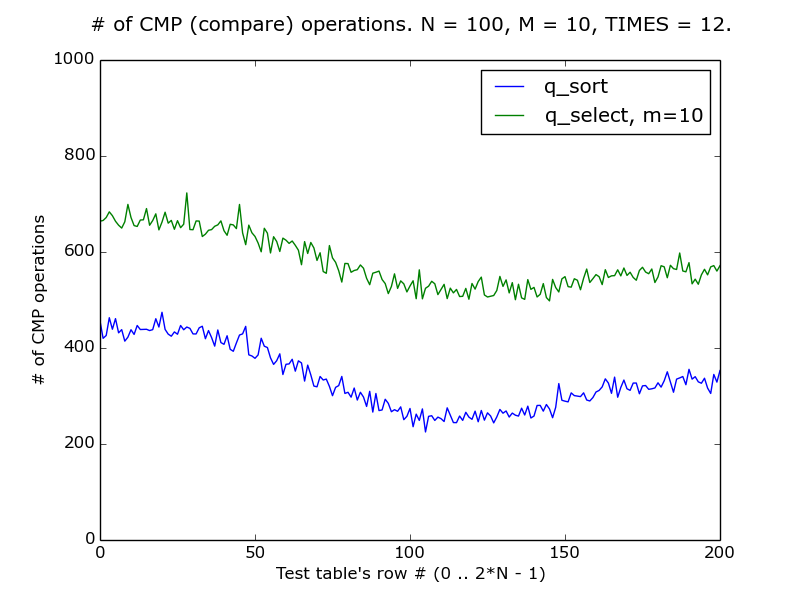 # of CMP (compare) operations. N = 100, M = 10, TIMES = 12.
1000
800
600
400
200
0
# of CMP operations
q_sort
q_select, m=10
0 50 100 150 200
Test table's row # (0 .. 2*N - 1)